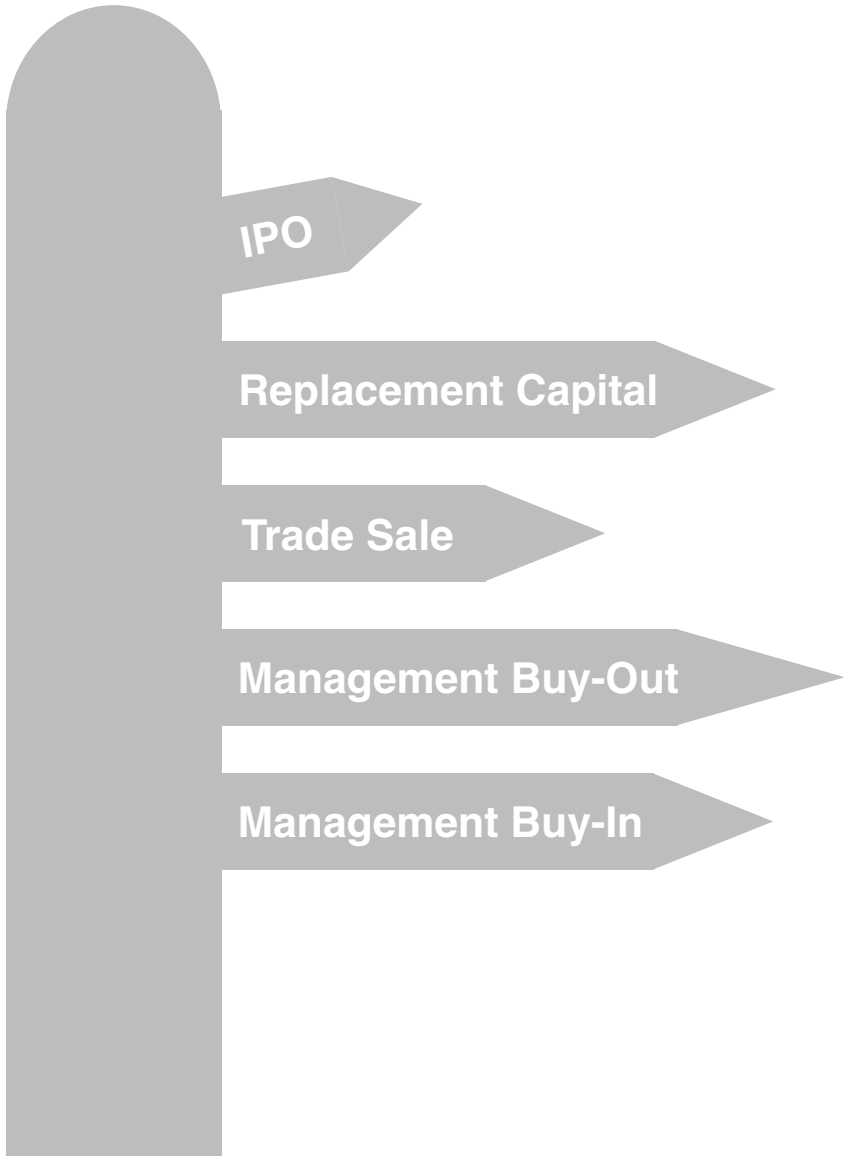 IPO
Replacement Capital
Trade Sale
Management Buy-Out
Management Buy-In